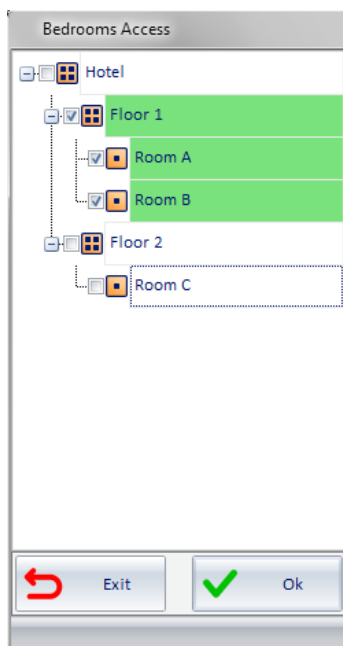 Bedrooms Access
Hotel
Floor 1
Room A
Room B
Floor 2
Room C
Exit
Ok